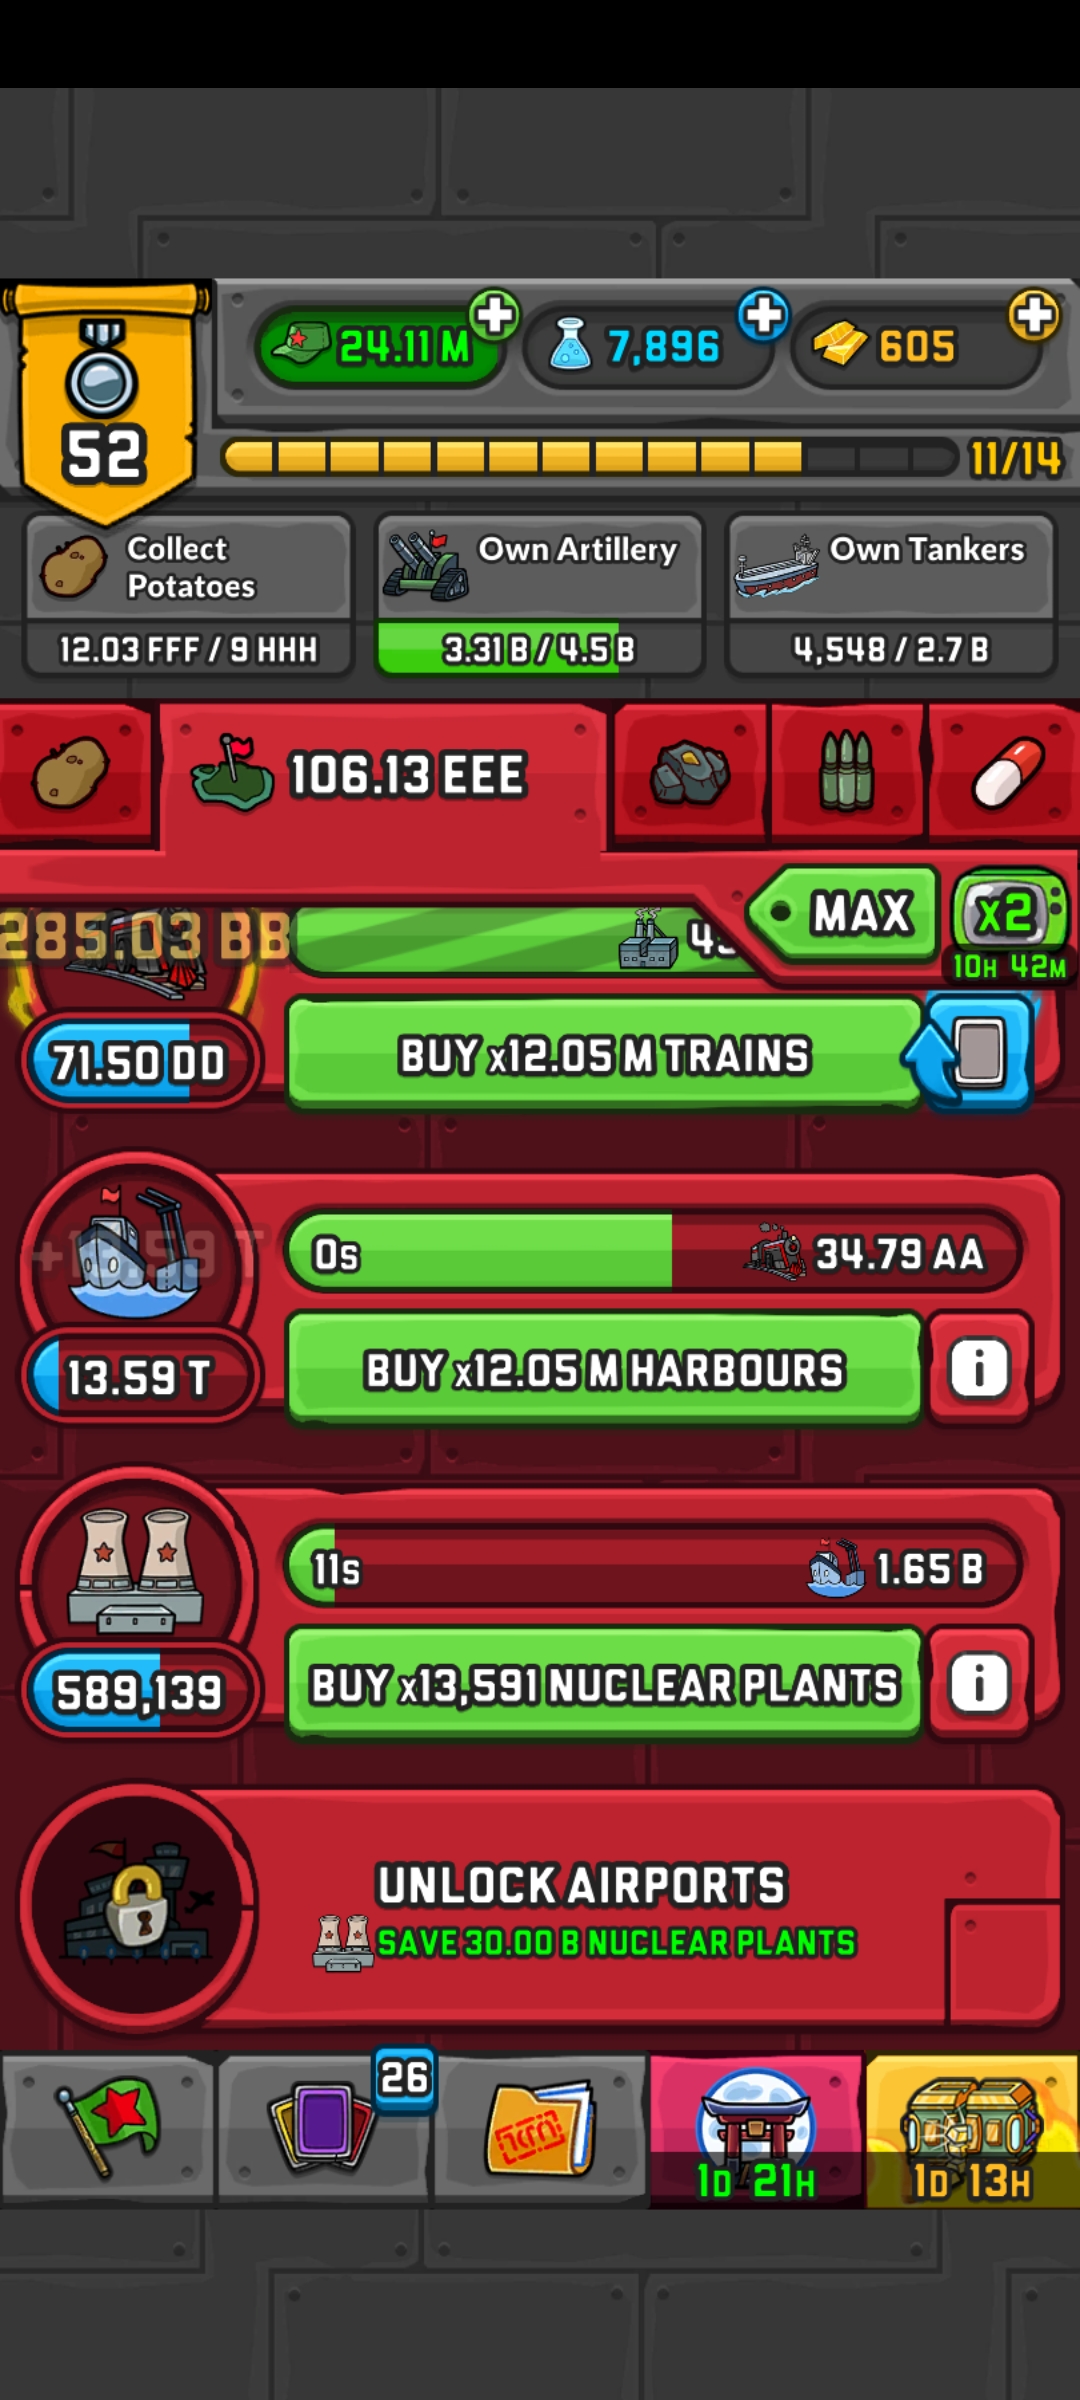 24.11 M
7,896
605
52
11/14
Collect
Potatoes
12.03 FFF / 9 HHH
Own Artillery
3.31 B / 4.5 B
Own Tankers
4,548 / 2.7 B
106.13 EEE
MAX
x2
10H 42M
285.03 BB
71.50 DD
BUY x12.05 M TRAINS
0s
34.79 AA
13.59 T
BUY x12.05 M HARBOURS
i
11s
1.65 B
589,139
BUY x13,591 NUCLEAR PLANTS
i
UNLOCK AIRPORTS
SAVE 30.00 B NUCLEAR PLANTS
26
1D 21H
1D 13H